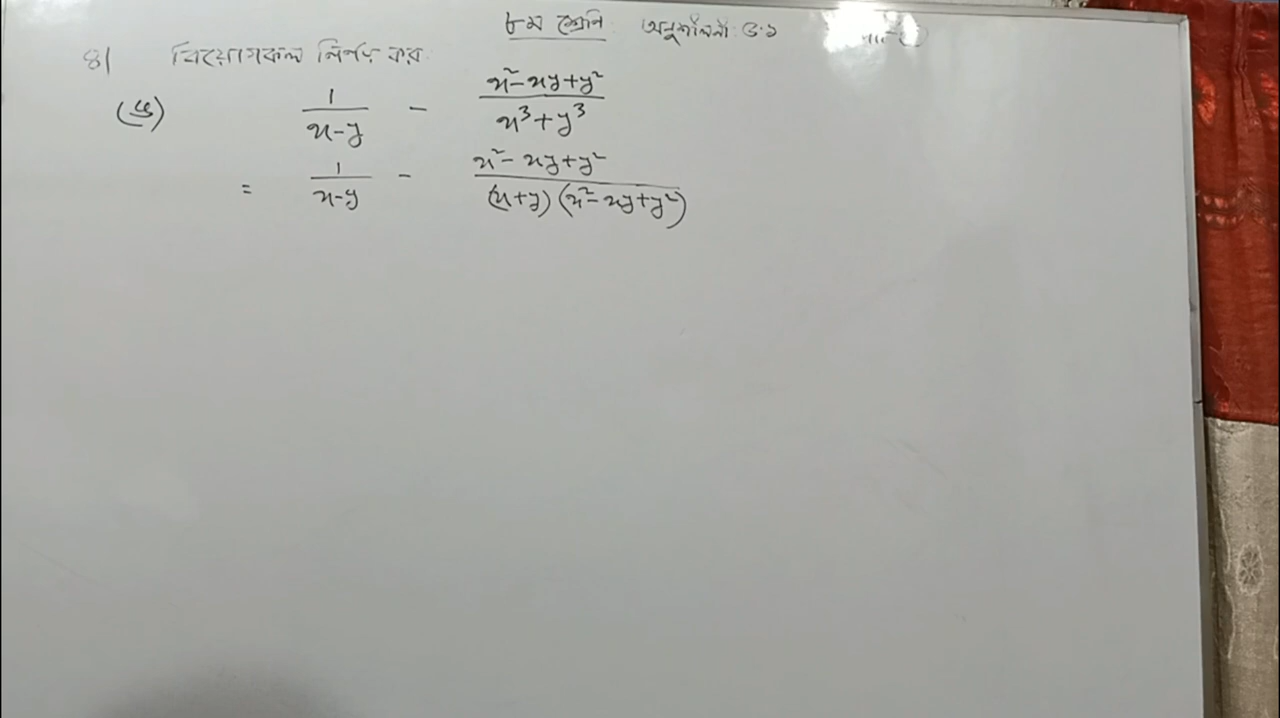 ৮ম শ্রেণি অনুশীলনী: ৫.১
৪| বিয়োগফল নির্ণয় কর:
(ঙ) 1/(x-y) - (x²-xy+y²)/(x³+y³)
= 1/(x-y) - (x²-xy+y²)/((x+y)(x²-xy+y²))